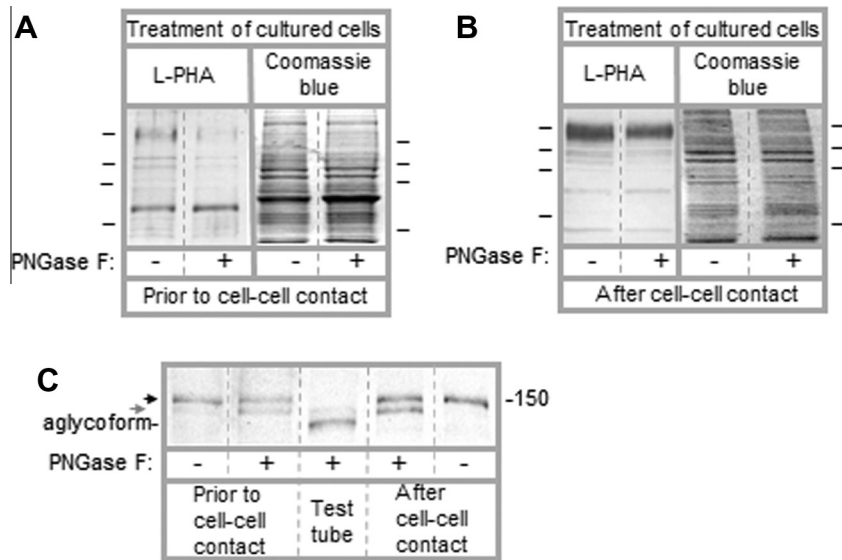 A
Treatment of cultured cells
L-PHA
Coomassie
blue
PNGase F: - + - +
Prior to cell-cell contact
B
Treatment of cultured cells
L-PHA
Coomassie
blue
PNGase F: - + - +
After cell-cell contact
C
-150
aglycoform-
PNGase F: - + + + -
Prior to
cell-cell
contact
Test
tube
After
cell-cell
contact